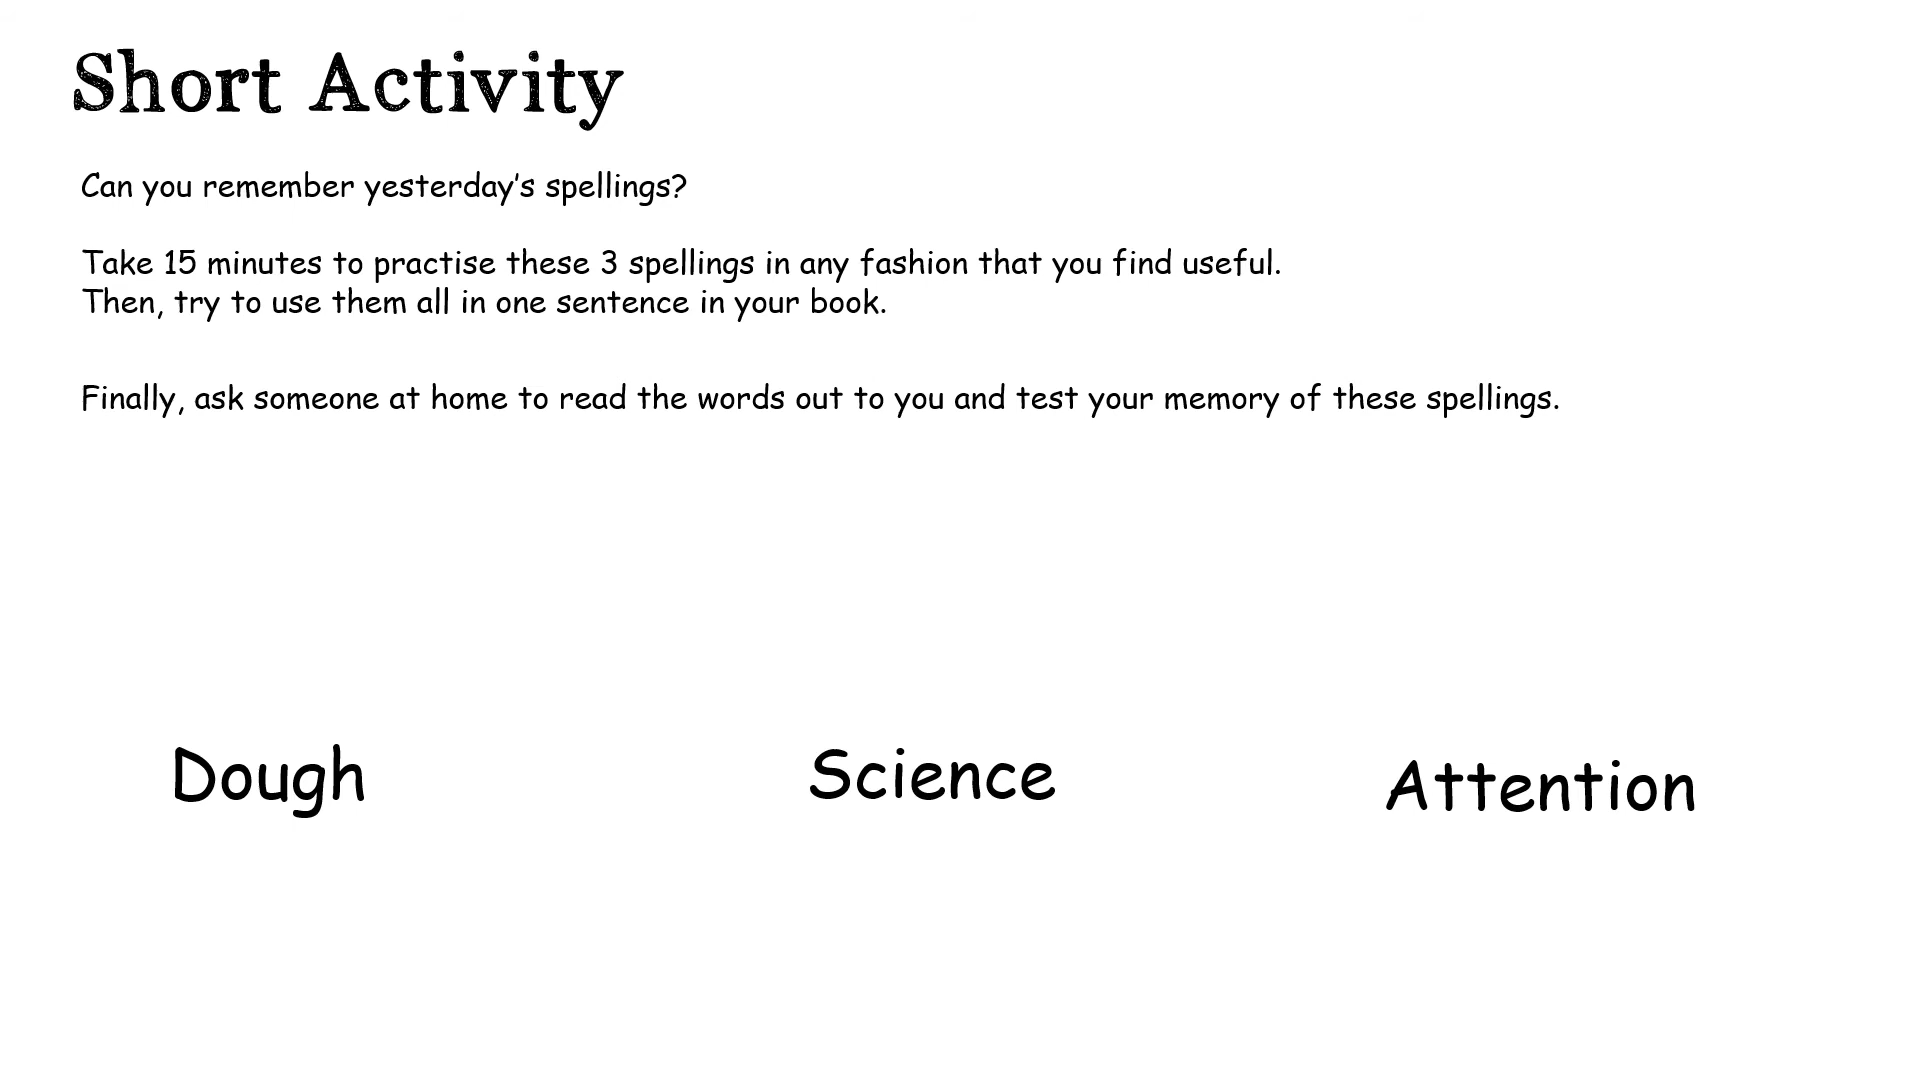 Short Activity
Can you remember yesterday's spellings?
Take 15 minutes to practise these 3 spellings in any fashion that you find useful.
Then, try to use them all in one sentence in your book.
Finally, ask someone at home to read the words out to you and test your memory of these spellings.
Dough
Science
Attention